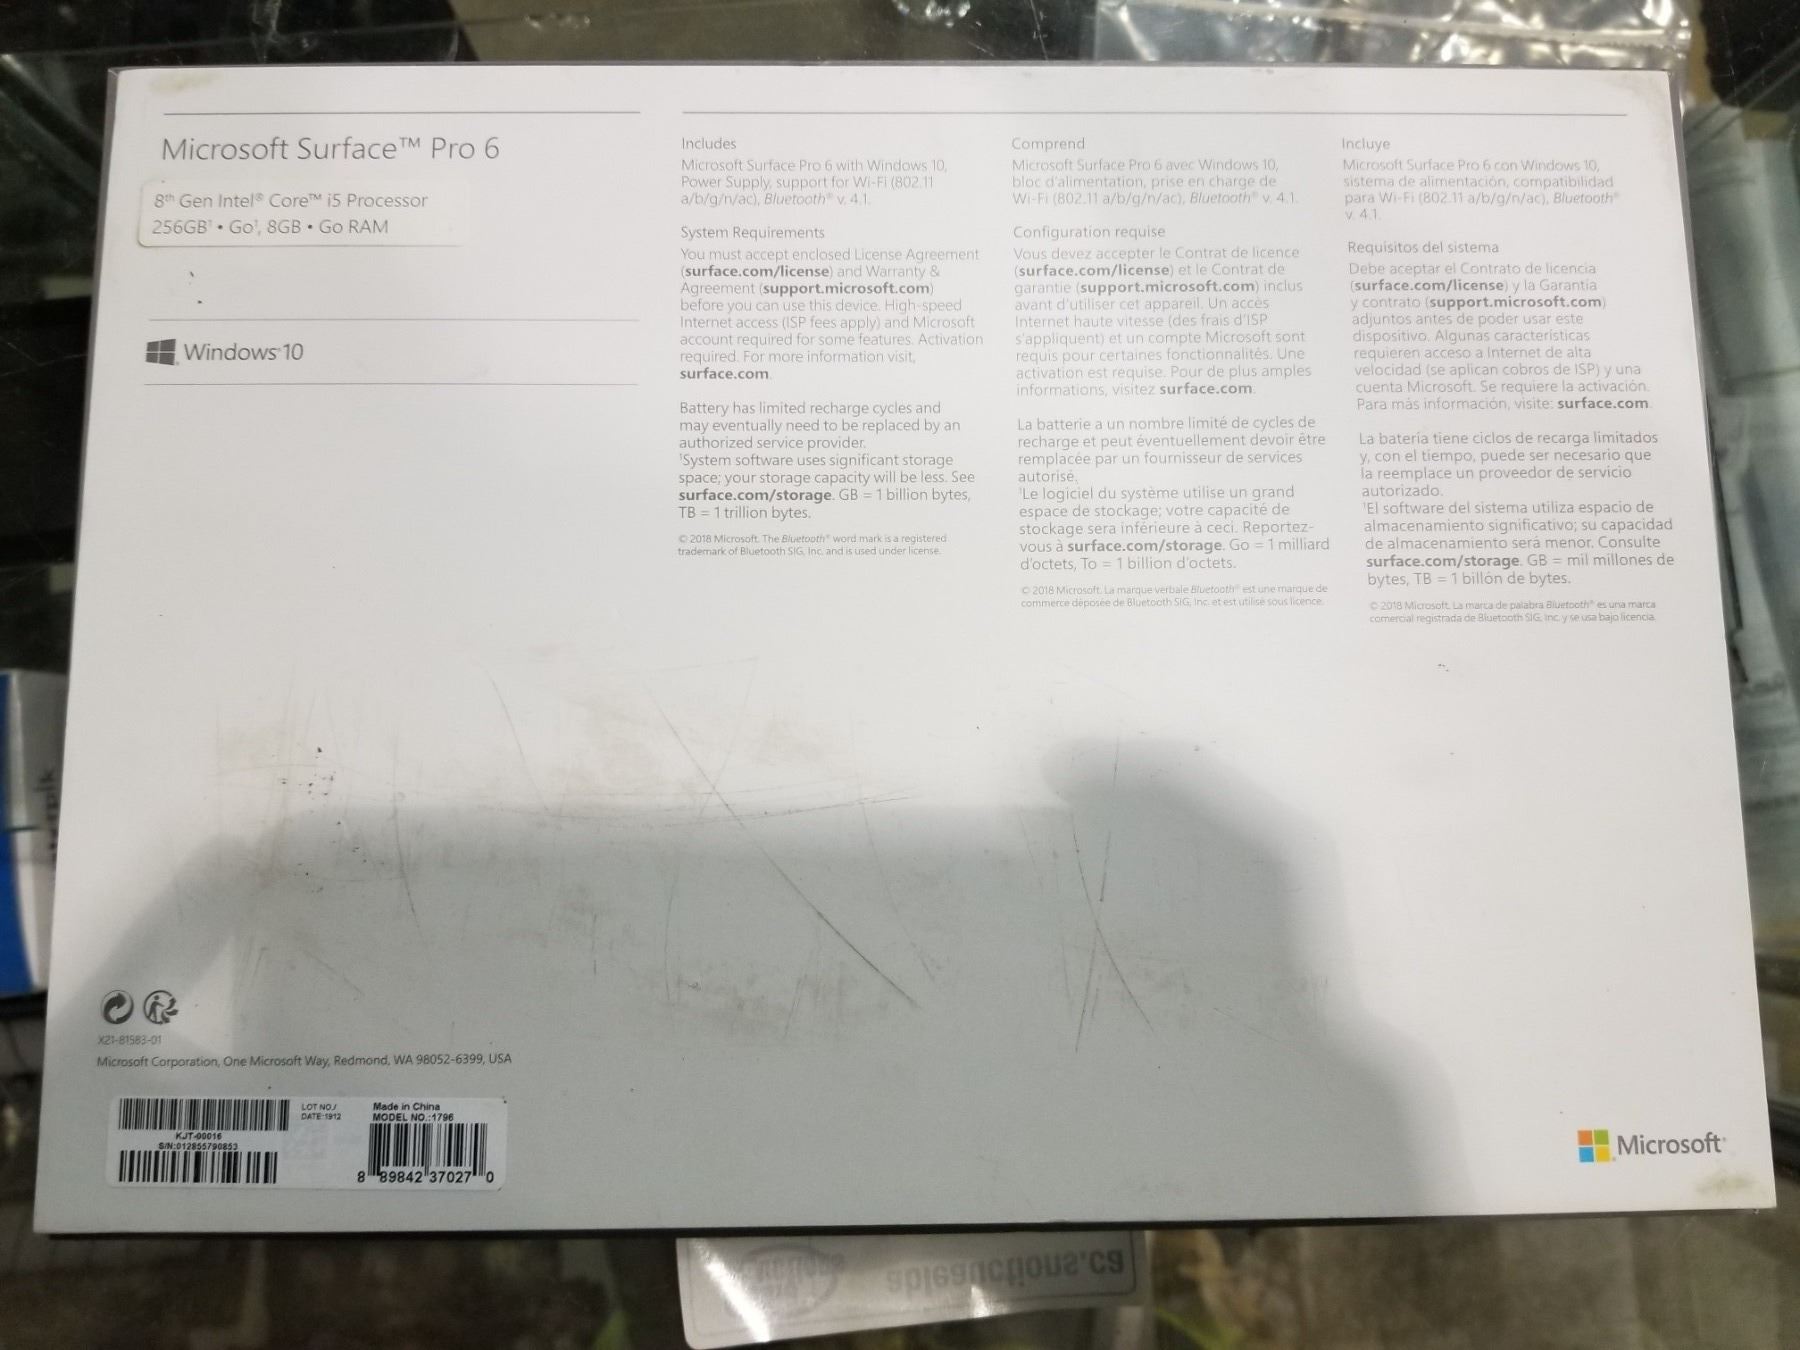 Microsoft Surface™ Pro 6
8th Gen Intel® Core™ i5 Processor
256GB¹ • Go¹, 8GB • Go RAM
Windows 10
Includes
Microsoft Surface Pro 6 with Windows 10,
Power Supply, support for Wi-Fi (802.11
a/b/g/n/ac), Bluetooth® v. 4.1.
System Requirements
You must accept enclosed License Agreement
(surface.com/license) and Warranty &
Agreement (support.microsoft.com)
before you can use this device. High-speed
Internet access (ISP fees apply) and Microsoft
account required for some features. Activation
required. For more information visit,
surface.com.
Battery has limited recharge cycles and
may eventually need to be replaced by an
authorized service provider.
¹System software uses significant storage
space; your storage capacity will be less. See
surface.com/storage. GB = 1 billion bytes,
TB = 1 trillion bytes.
© 2018 Microsoft. The Bluetooth® word mark is a registered
trademark of Bluetooth SIG, Inc. and is used under license.
Comprend
Microsoft Surface Pro 6 avec Windows 10,
bloc d'alimentation, prise en charge de
Wi-Fi (802.11 a/b/g/n/ac), Bluetooth® v. 4.1.
Configuration requise
Vous devez accepter le Contrat de licence
(surface.com/license) et le Contrat de
garantie (support.microsoft.com) inclus
avant d'utiliser cet appareil. Un accès
Internet haute vitesse (des frais d'ISP
s'appliquent) et un compte Microsoft sont
requis pour certaines fonctionnalités. Une
activation est requise. Pour de plus amples
informations, visitez surface.com.
La batterie a un nombre limité de cycles de
recharge et peut éventuellement devoir être
remplacée par un fournisseur de services
autorisé.
¹Le logiciel du système utilise un grand
espace de stockage; votre capacité de
stockage sera inférieure à ceci. Reportez-
vous à surface.com/storage. Go = 1 milliard
d'octets, To = 1 billion d'octets.
© 2018 Microsoft. La marque verbale Bluetooth® est une marque de
commerce déposée de Bluetooth SIG, Inc. et est utilisé sous licence.
Incluye
Microsoft Surface Pro 6 con Windows 10,
sistema de alimentación, compatibilidad
para Wi-Fi (802.11 a/b/g/n/ac), Bluetooth®
v. 4.1.
Requisitos del sistema
Debe aceptar el Contrato de licencia
(surface.com/license) y la Garantía
y contrato (support.microsoft.com)
adjuntos antes de poder usar este
dispositivo. Algunas características
requieren acceso a Internet de alta
velocidad (se aplican cobros de ISP) y una
cuenta Microsoft. Se requiere la activación.
Para más información, visite: surface.com.
La batería tiene ciclos de recarga limitados
y, con el tiempo, puede ser necesario que
la reemplace un proveedor de servicio
autorizado.
¹El software del sistema utiliza espacio de
almacenamiento significativo; su capacidad
de almacenamiento será menor. Consulte
surface.com/storage. GB = mil millones de
bytes, TB = 1 billón de bytes.
© 2018 Microsoft. La marca de palabra Bluetooth® es una marca
comercial registrada de Bluetooth SIG, Inc. y se usa bajo licencia.
X21-81583-01
Microsoft Corporation, One Microsoft Way, Redmond, WA 98052-6399, USA
KJT-00016
S/N:012855790853
LOT NO./
DATE:1912
Made in China
MODEL NO.:1796
8 89842 37027 0
Microsoft
ableauctions.ca